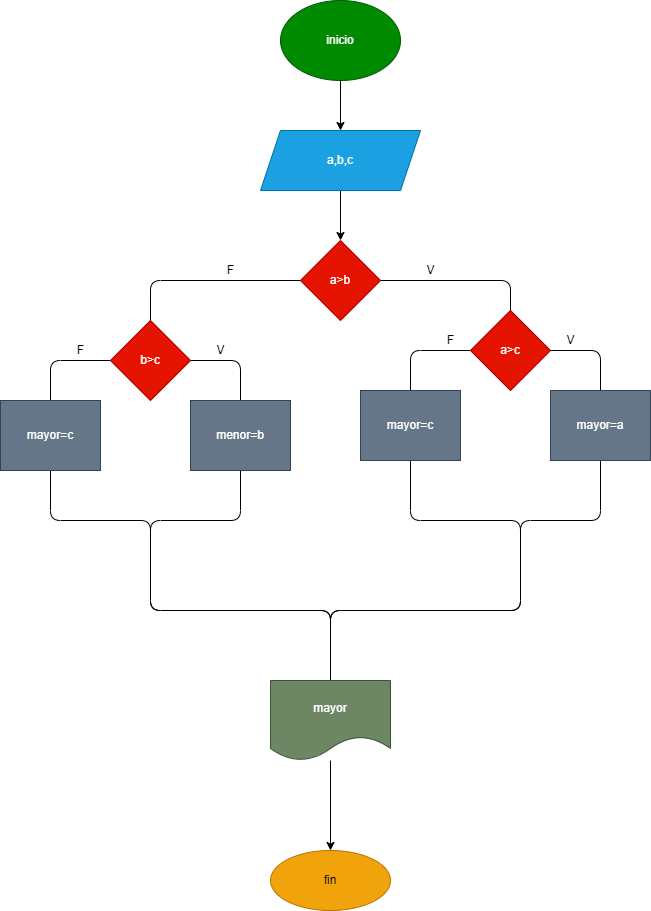 inicio
a,b,c
a>b
F
V
b>c
F
V
a>c
F
V
mayor=c
menor=b
mayor=c
mayor=a
mayor
fin